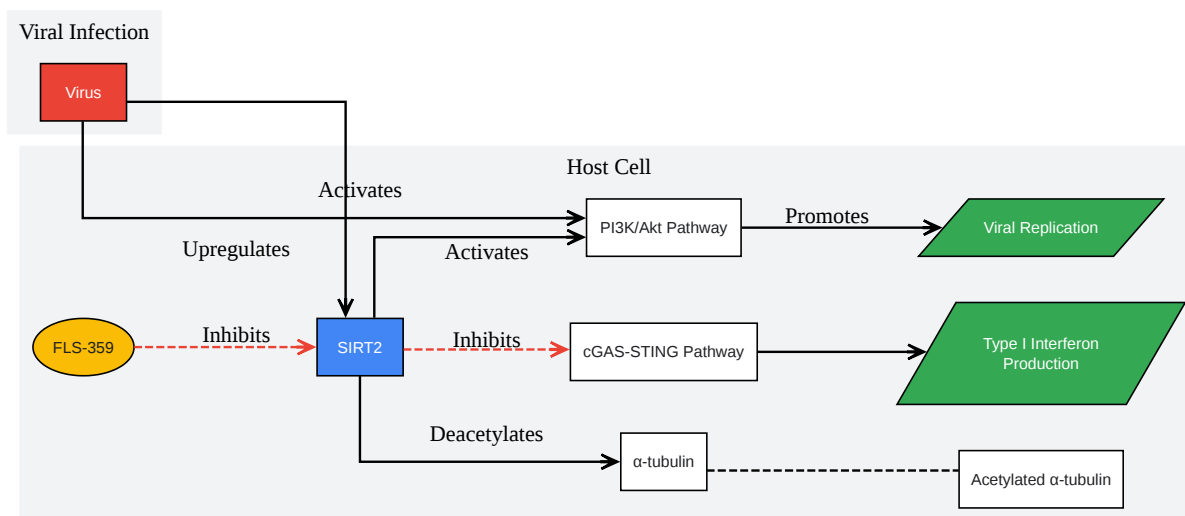 Viral Infection
Virus
Host Cell
Activates
PI3K/Akt Pathway
Promotes
Viral Replication
Upregulates
Activates
FLS-359
Inhibits
SIRT2
Inhibits
cGAS-STING Pathway
Type I Interferon
Production
Deacetylates
α-tubulin
Acetylated α-tubulin